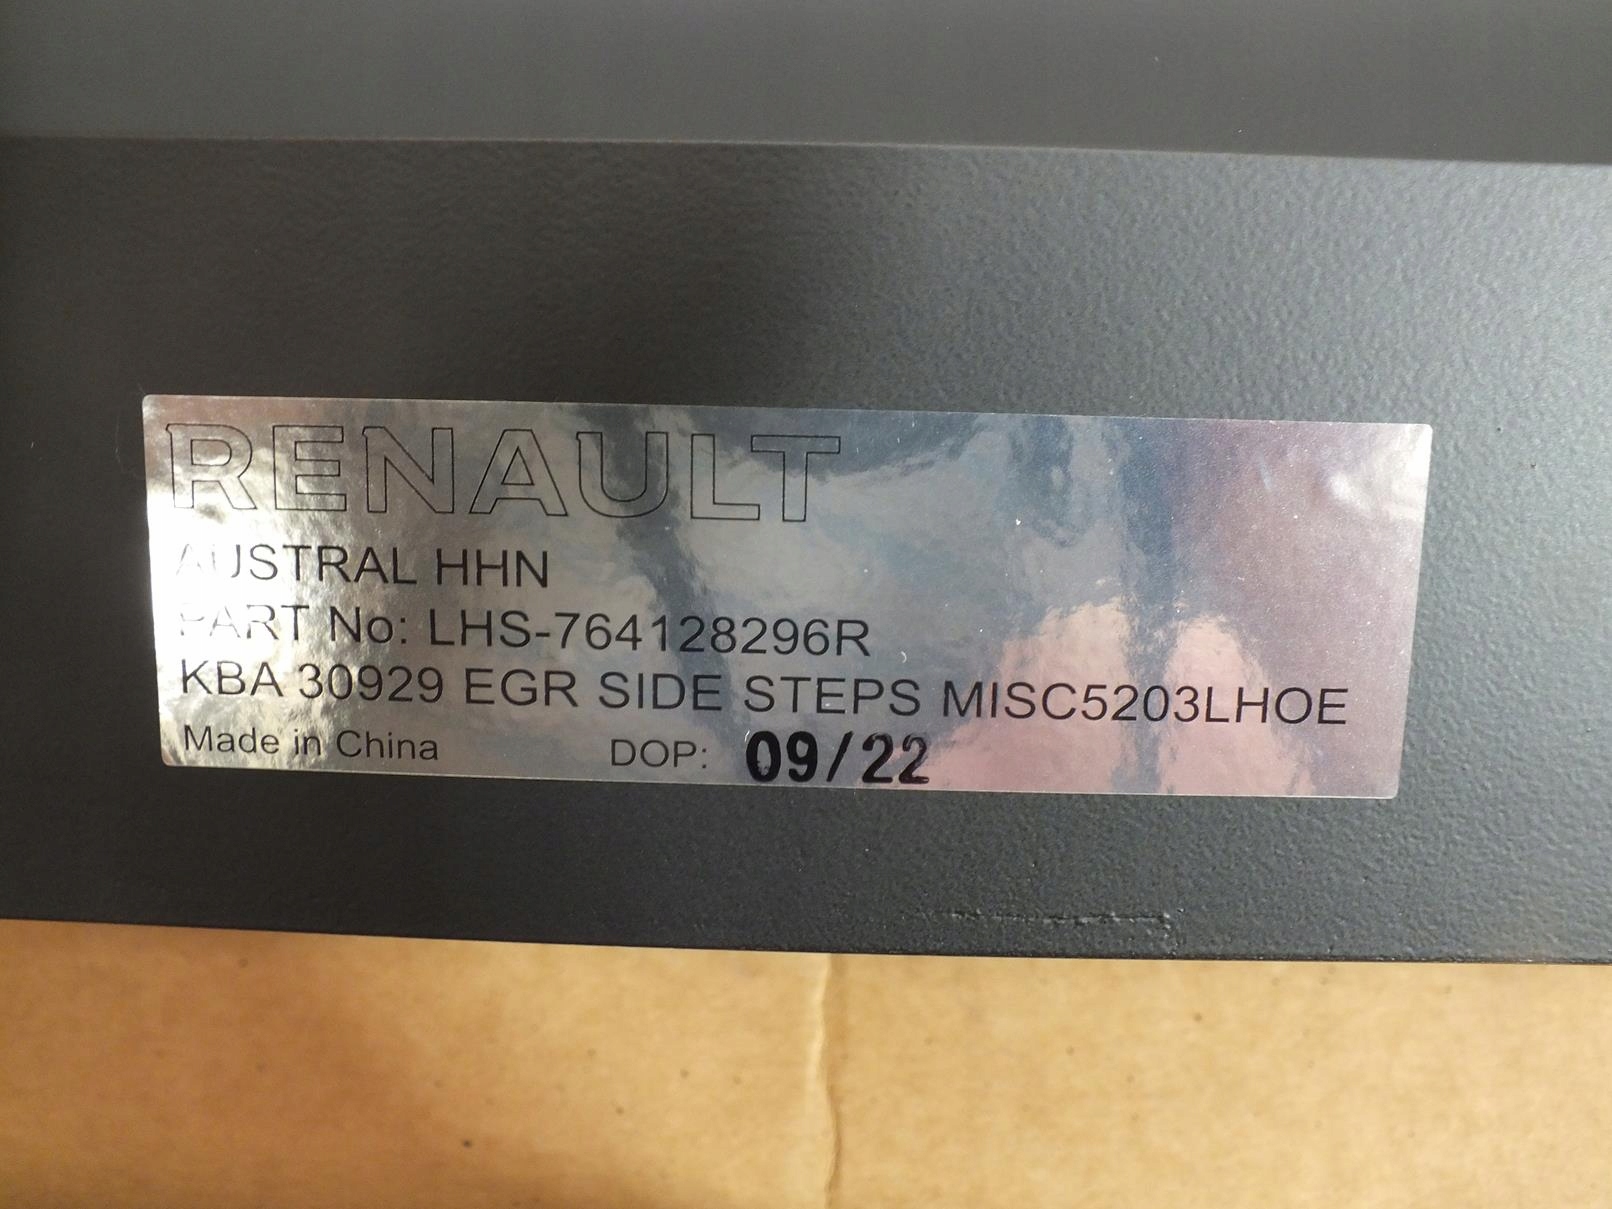 RENAULT
AUSTRAL HHN
PART No: LHS-764128296R
KBA 30929 EGR SIDE STEPS MISC5203LHOE
Made in China DOP: 09/22